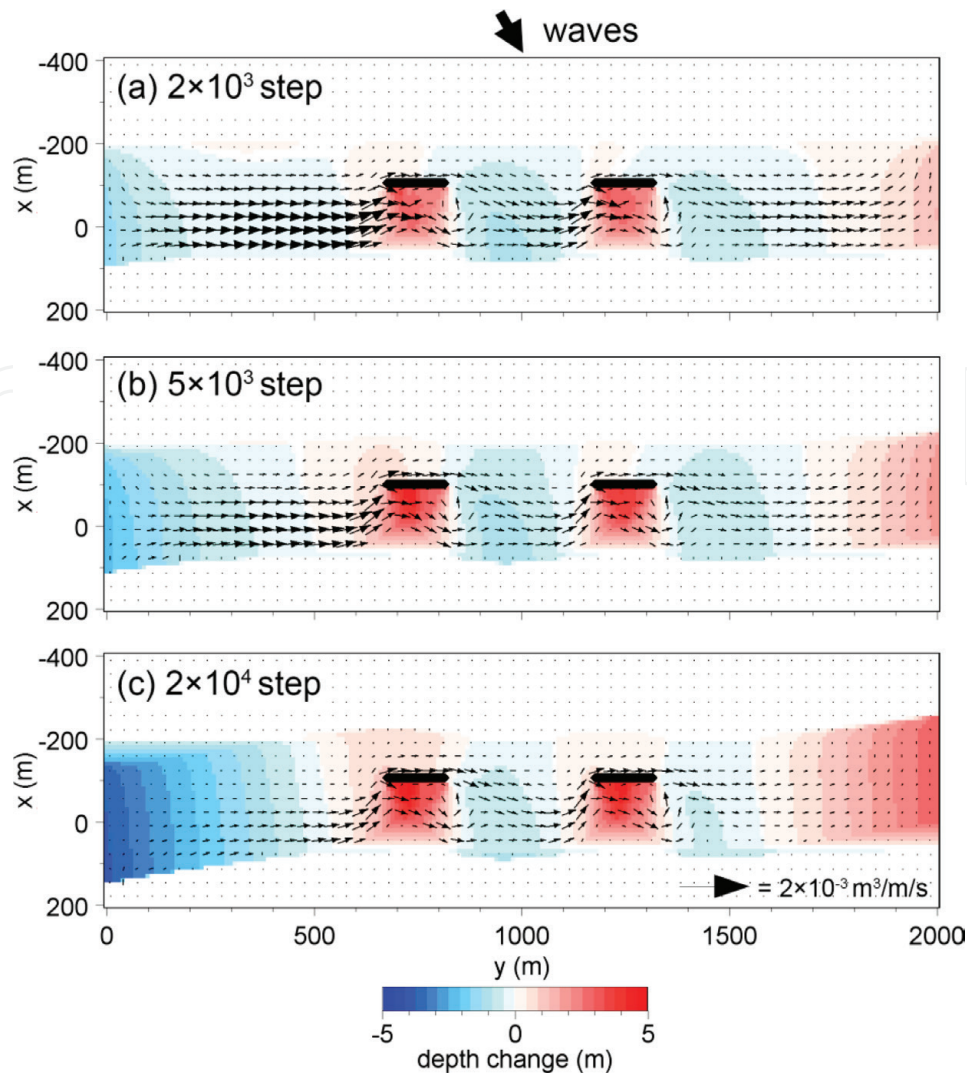 waves
-400
(a) 2×10³ step
-200
x (m)
0
200
-400
(b) 5×10³ step
-200
x (m)
0
200
-400
(c) 2×10⁴ step
-200
x (m)
0
= 2×10⁻³ m³/m/s
200
0 500 1000 1500 2000
y (m)
-5 0 5
depth change (m)